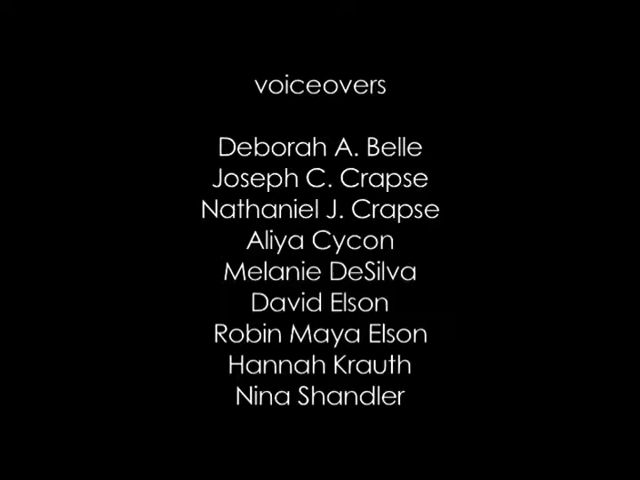 voiceovers
Deborah A. Belle
Joseph C. Crapse
Nathaniel J. Crapse
Aliya Cycon
Melanie DeSilva
David Elson
Robin Maya Elson
Hannah Krauth
Nina Shandler